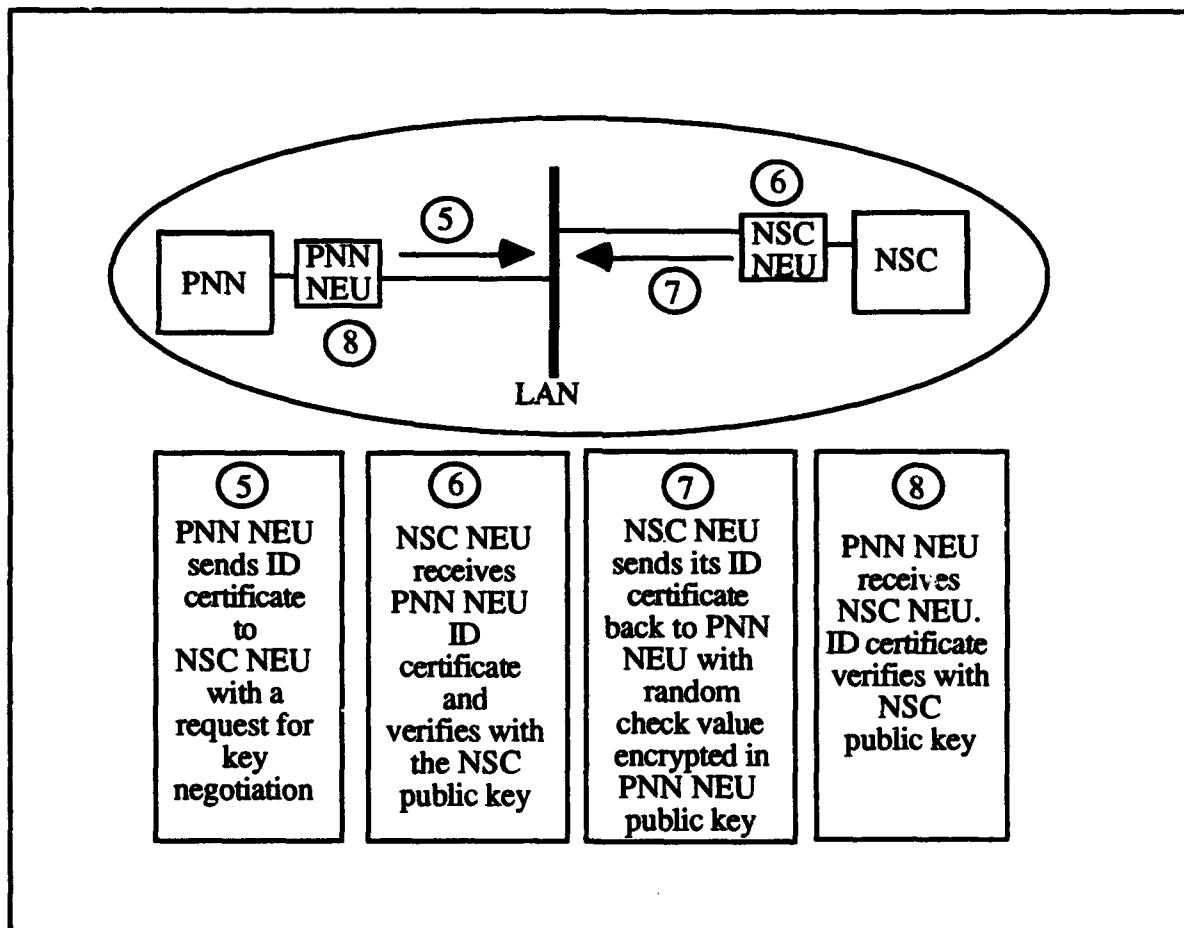 5
6
PNN
PNN
NEU
NSC
NEU
NSC
7
8
LAN
5
PNN NEU
sends ID
certificate
to
NSC NEU
with a
request for
key
negotiation
6
NSC NEU
receives
PNN NEU
ID
certificate
and
verifies with
the NSC
public key
7
NSC NEU
sends its ID
certificate
back to PNN
NEU with
random
check value
encrypted in
PNN NEU
public key
8
PNN NEU
receives
NSC NEU.
ID certificate
verifies with
NSC
public key